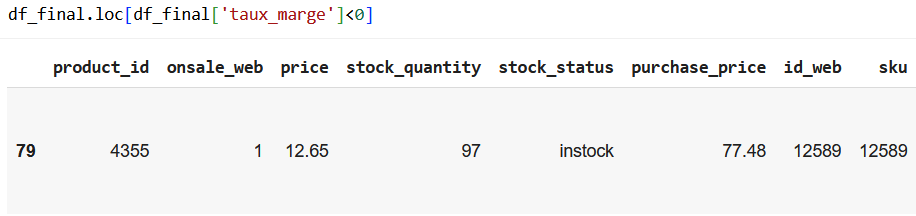 df_final.loc[df_final['taux_marge']<0]
product_id onsale_web price stock_quantity stock_status purchase_price id_web sku
79 4355 1 12.65 97 instock 77.48 12589 12589